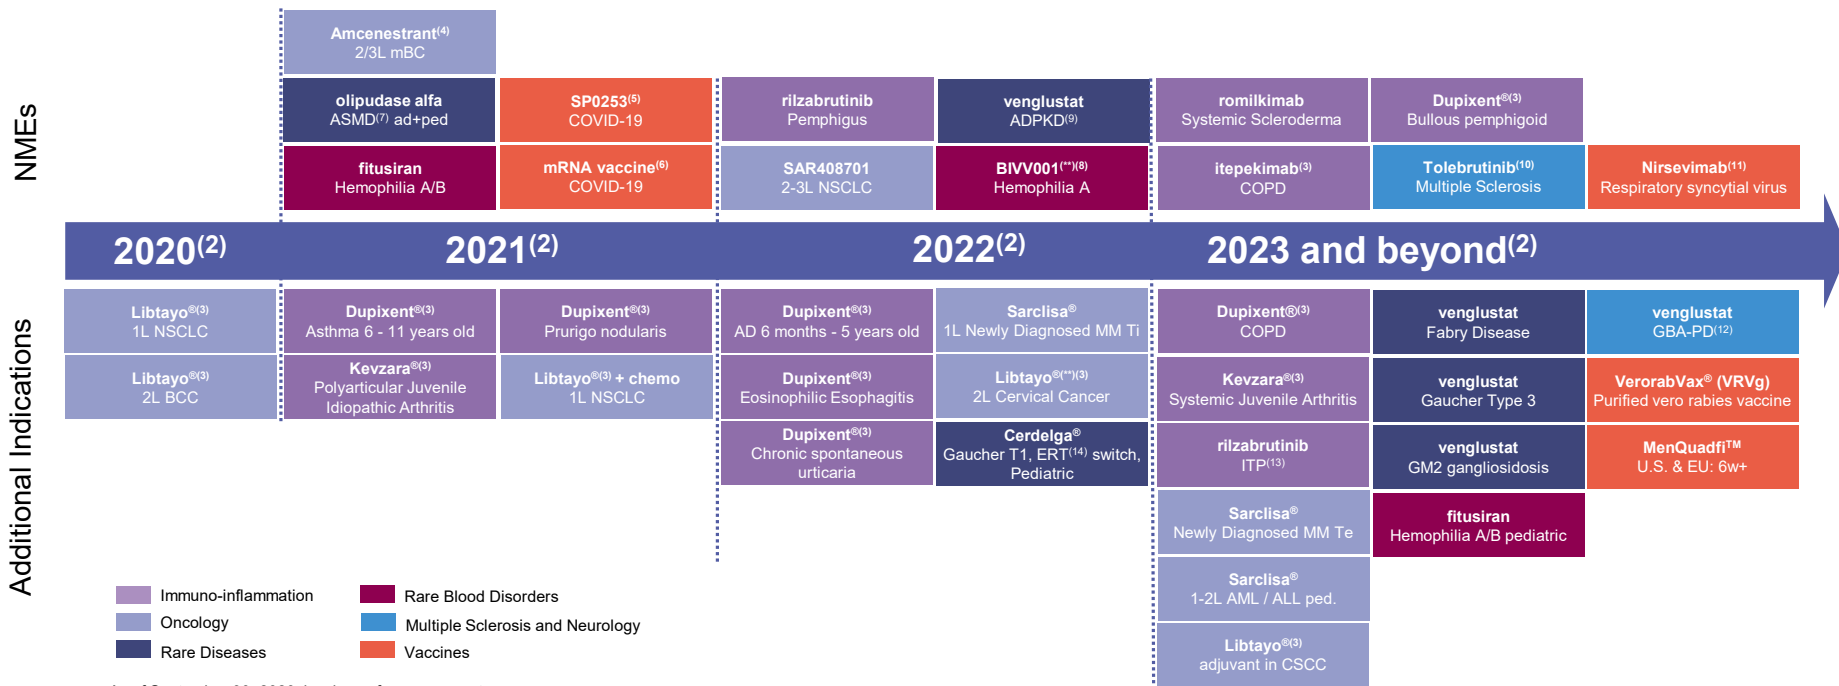 NMEs
Amcenestrant(4)
2/3L mBC
olipudase alfa
ASMD(7) ad+ped
SP0253(5)
COVID-19
rilzabrutinib
Pemphigus
venglustat
ADPKD(9)
romilkimab
Systemic Scleroderma
Dupixent®(3)
Bullous pemphigoid
fitusiran
Hemophilia A/B
mRNA vaccine(6)
COVID-19
SAR408701
2-3L NSCLC
BIVV001(**)(8)
Hemophilia A
itepekimab(3)
COPD
Tolebrutinib(10)
Multiple Sclerosis
Nirsevimab(11)
Respiratory syncytial virus
2020(2)
2021(2)
2022(2)
2023 and beyond(2)
Additional Indications
Libtayo®(3)
1L NSCLC
Dupixent®(3)
Asthma 6 - 11 years old
Dupixent®(3)
Prurigo nodularis
Dupixent®(3)
AD 6 months - 5 years old
Sarclisa®
1L Newly Diagnosed MM Ti
Dupixent®(3)
COPD
venglustat
Fabry Disease
venglustat
GBA-PD(12)
Libtayo®(3)
2L BCC
Kevzara®(3)
Polyarticular Juvenile
Idiopathic Arthritis
Libtayo®(3) + chemo
1L NSCLC
Dupixent®(3)
Eosinophilic Esophagitis
Libtayo®(**)(3)
2L Cervical Cancer
Kevzara®(3)
Systemic Juvenile Arthritis
venglustat
Gaucher Type 3
VerorabVax® (VRVg)
Purified vero rabies vaccine
Dupixent®(3)
Chronic spontaneous
urticaria
Cerdelga®
Gaucher T1, ERT(14) switch,
Pediatric
rilzabrutinib
ITP(13)
venglustat
GM2 gangliosidosis
MenQuadfi™
U.S. & EU: 6w+
Sarclisa®
Newly Diagnosed MM Te
fitusiran
Hemophilia A/B pediatric
Sarclisa®
1-2L AML / ALL ped.
Libtayo®(3)
adjuvant in CSCC
Immuno-inflammation
Oncology
Rare Diseases
Rare Blood Disorders
Multiple Sclerosis and Neurology
Vaccines